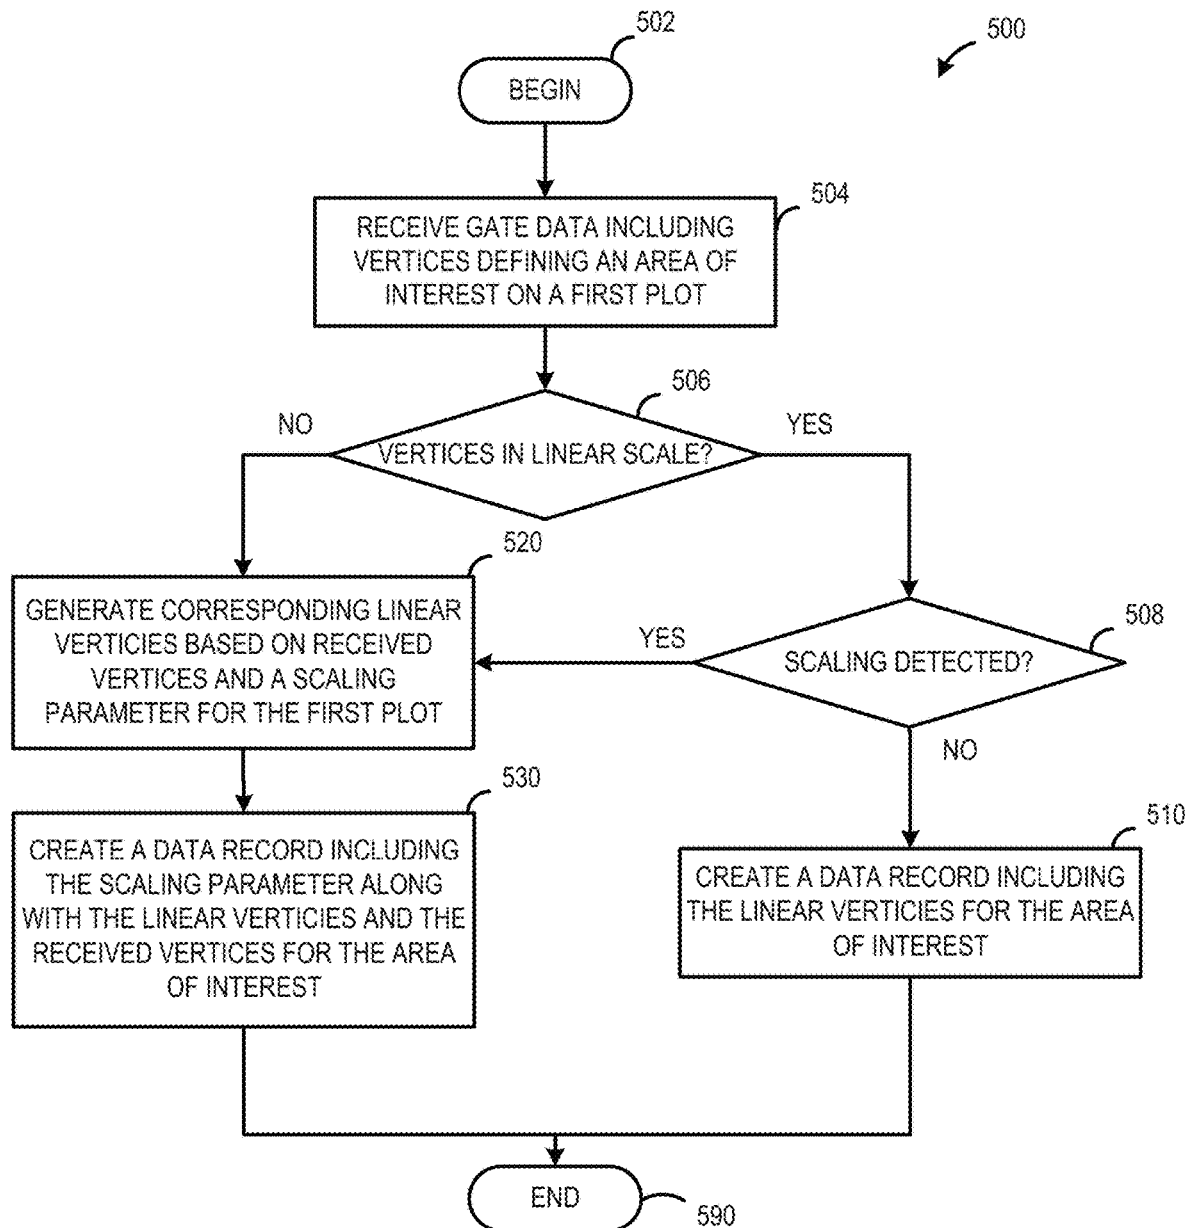 502
500
BEGIN
504
RECEIVE GATE DATA INCLUDING
VERTICES DEFINING AN AREA OF
INTEREST ON A FIRST PLOT
506
NO
YES
VERTICES IN LINEAR SCALE?
520
GENERATE CORRESPONDING LINEAR
VERTICIES BASED ON RECEIVED
VERTICES AND A SCALING
PARAMETER FOR THE FIRST PLOT
YES
508
SCALING DETECTED?
NO
530
CREATE A DATA RECORD INCLUDING
THE SCALING PARAMETER ALONG
WITH THE LINEAR VERTICIES AND THE
RECEIVED VERTICES FOR THE AREA
OF INTEREST
510
CREATE A DATA RECORD INCLUDING
THE LINEAR VERTICIES FOR THE AREA
OF INTEREST
END
590